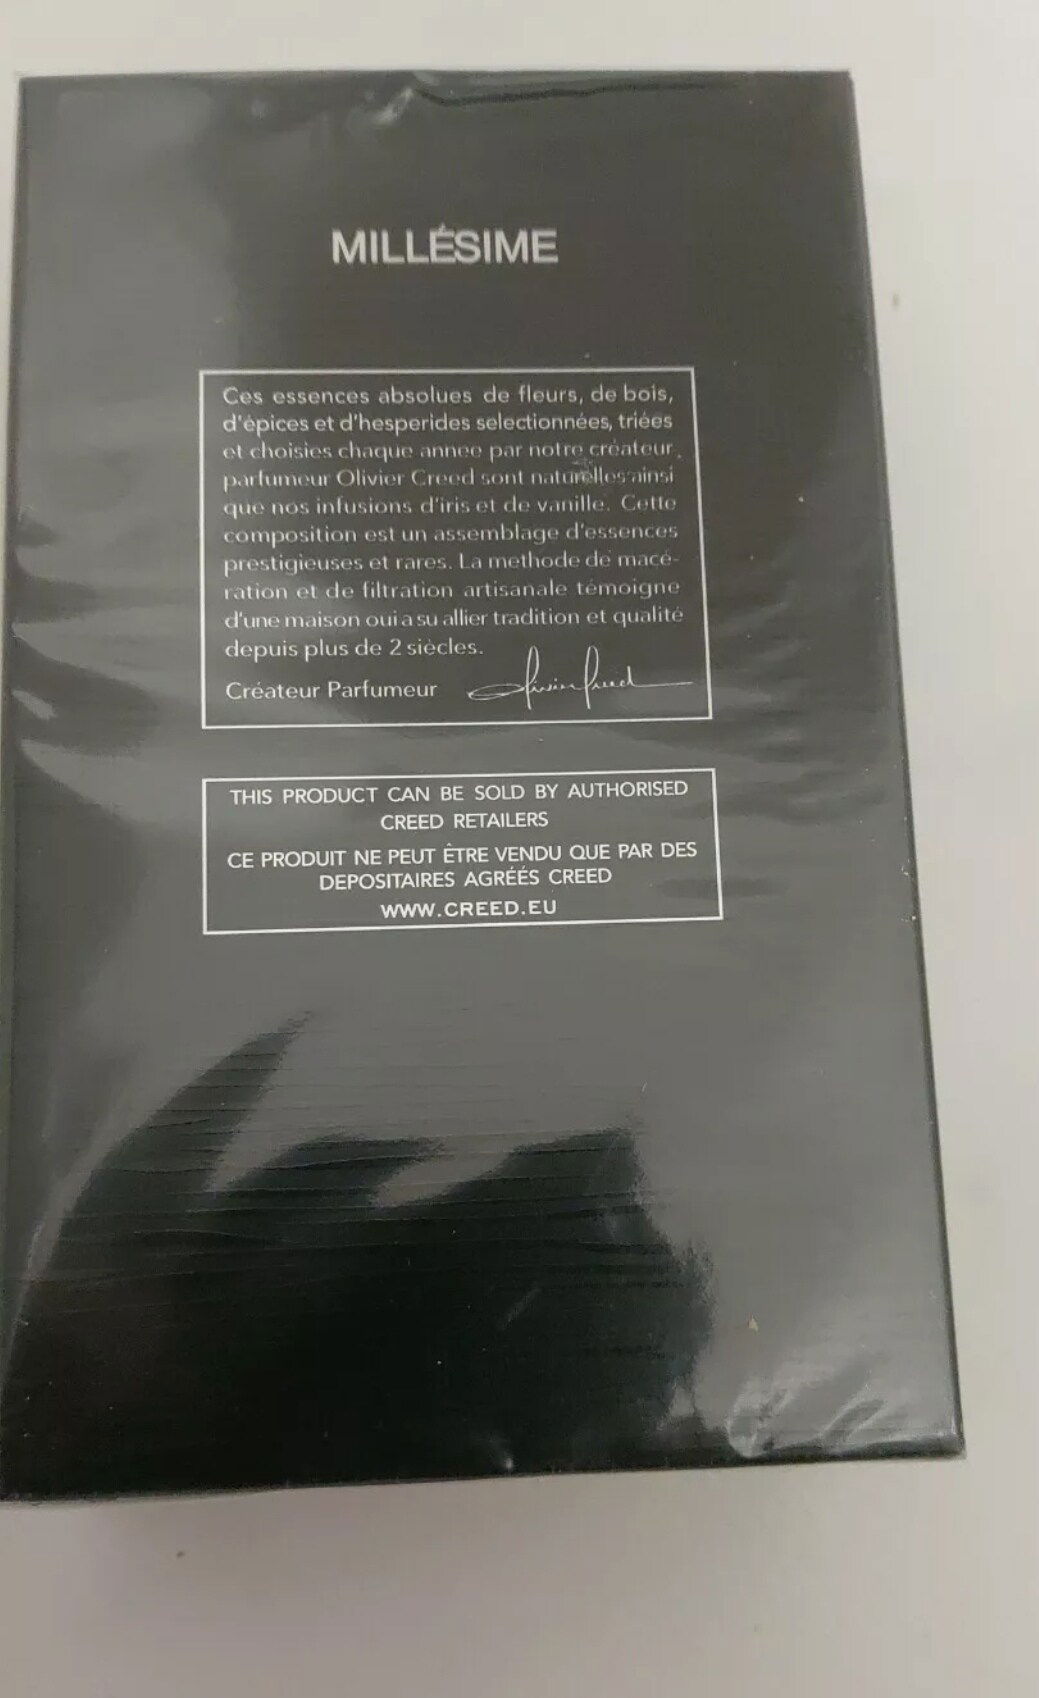 MILLÉSIME
Ces essences absolues de fleurs, de bois,
d'épices et d'hesperides selectionnées, triées
et choisies chaque annee par notre créateur
parfumeur Olivier Creed sont naturelles ainsi
que nos infusions d'iris et de vanille. Cette
composition est un assemblage d'essences
prestigieuses et rares. La methode de macé-
ration et de filtration artisanale témoigne
d'une maison oui a su allier tradition et qualité
depuis plus de 2 siècles.
Créateur Parfumeur Olivier Creed
THIS PRODUCT CAN BE SOLD BY AUTHORISED
CREED RETAILERS
CE PRODUIT NE PEUT ÊTRE VENDU QUE PAR DES
DEPOSITAIRES AGRÉÉS CREED
WWW.CREED.EU